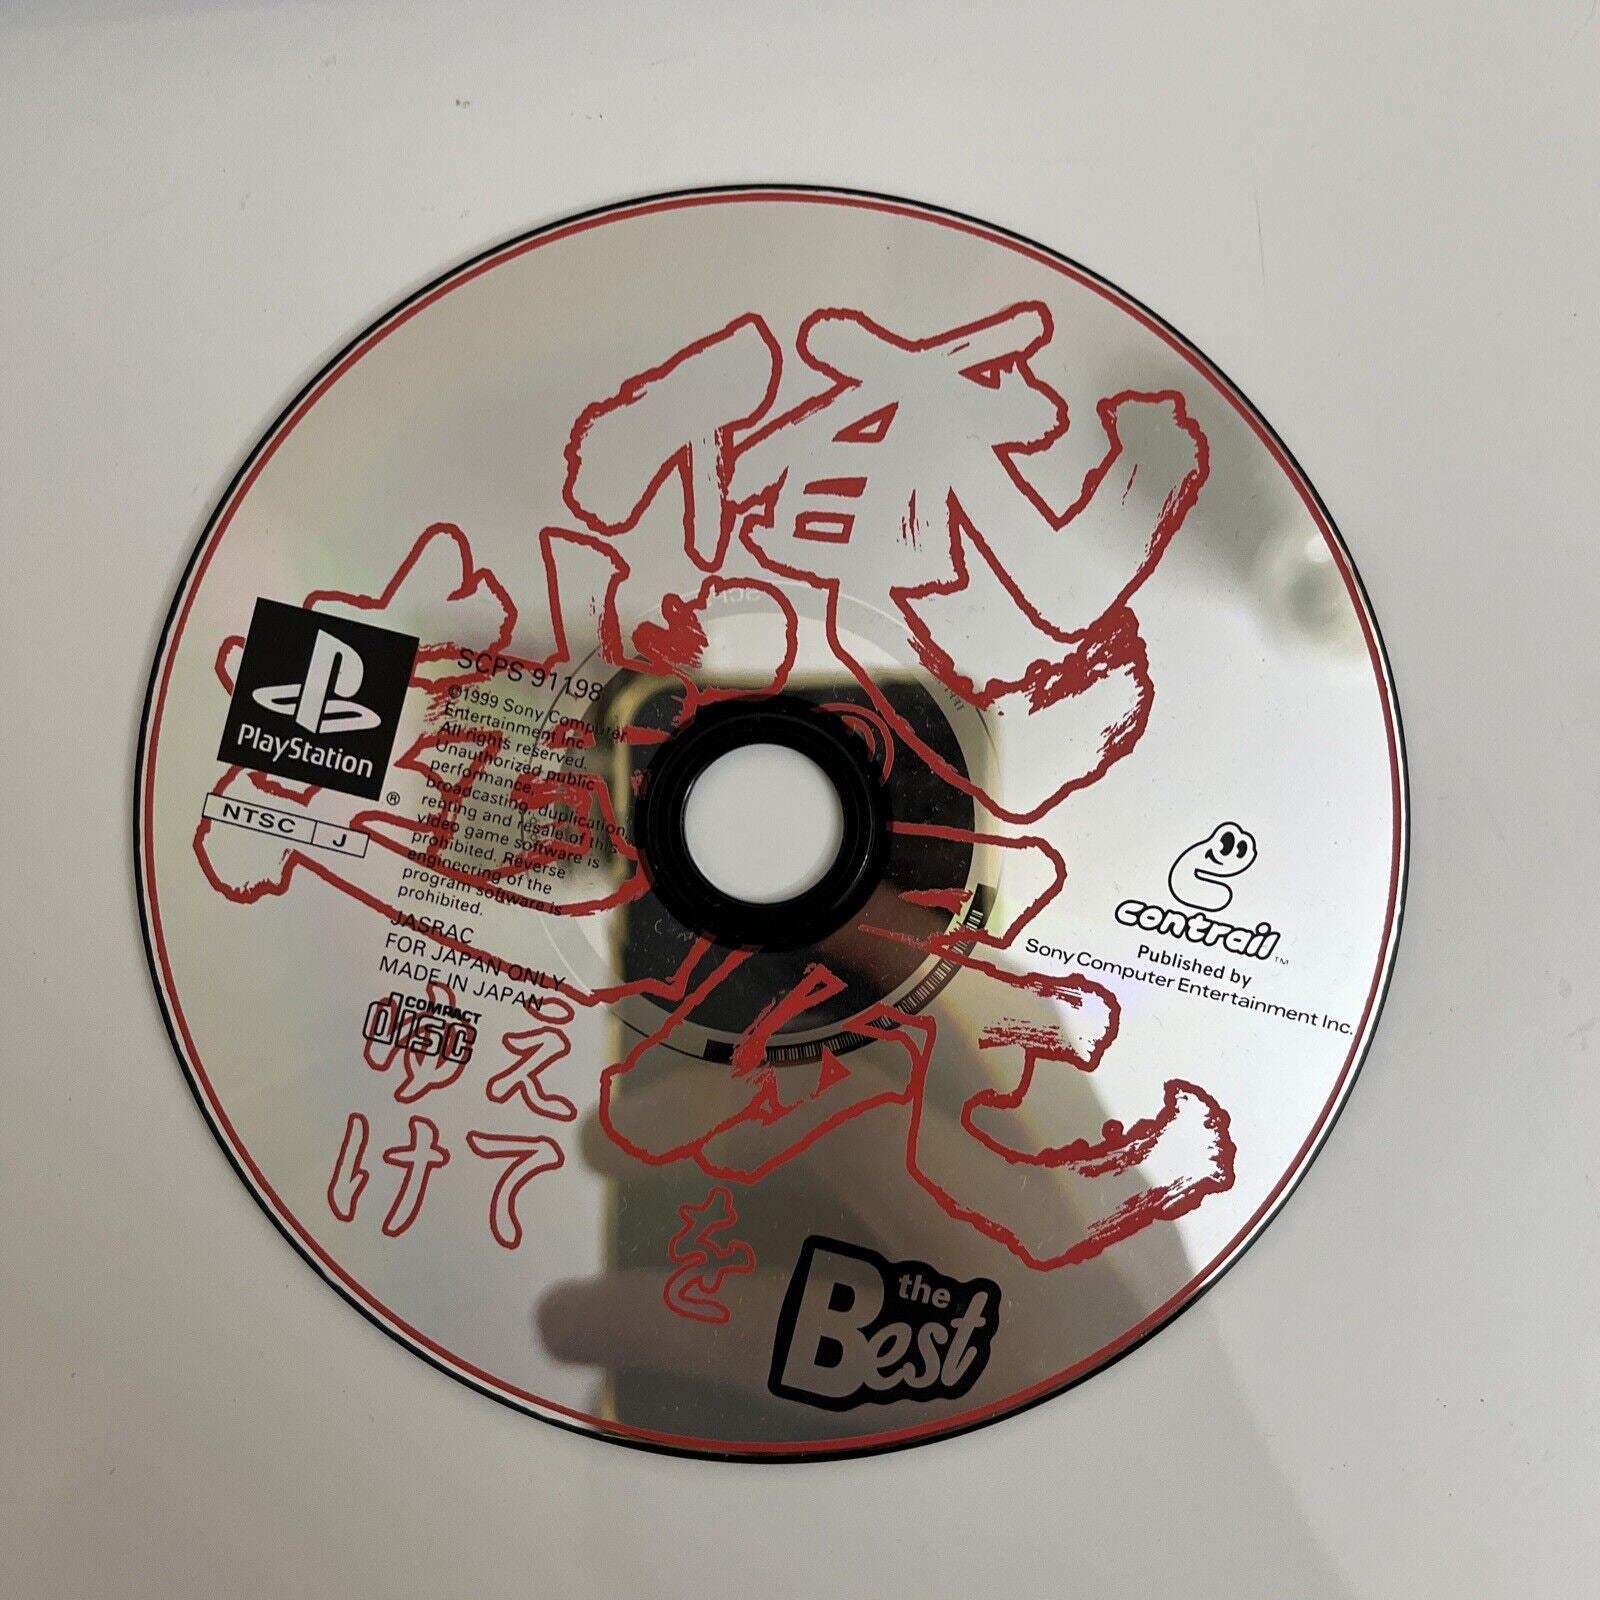 俺の
屍を
越えて
ゆけ
PlayStation®
NTSC J
SCPS 91198
©1999 Sony Computer
Entertainment Inc.
All rights reserved.
Unauthorized public
performance,
broadcasting, duplication,
renting and resale of this
video game software is
prohibited. Reverse
engineering of the
program software is
prohibited.
JASRAC
FOR JAPAN ONLY
MADE IN JAPAN
COMPACT
disc
contrail™
Published by
Sony Computer Entertainment Inc.
the
Best